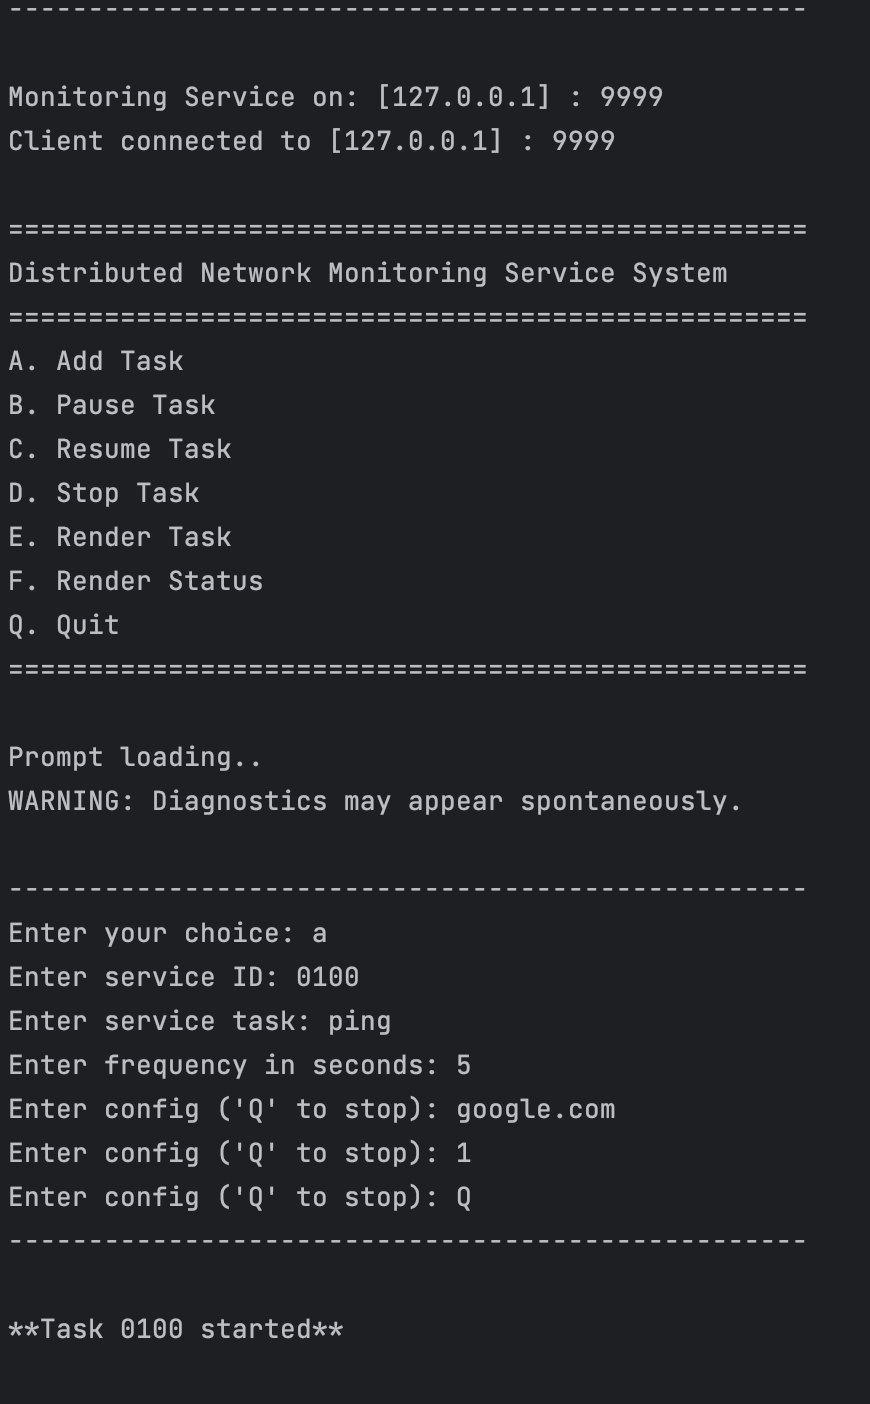 --------------------------------------------------
Monitoring Service on: [127.0.0.1] : 9999
Client connected to [127.0.0.1] : 9999
==================================================
Distributed Network Monitoring Service System
==================================================
A. Add Task
B. Pause Task
C. Resume Task
D. Stop Task
E. Render Task
F. Render Status
Q. Quit
==================================================
Prompt loading..
WARNING: Diagnostics may appear spontaneously.
--------------------------------------------------
Enter your choice: a
Enter service ID: 0100
Enter service task: ping
Enter frequency in seconds: 5
Enter config ('Q' to stop): google.com
Enter config ('Q' to stop): 1
Enter config ('Q' to stop): Q
--------------------------------------------------
**Task 0100 started**